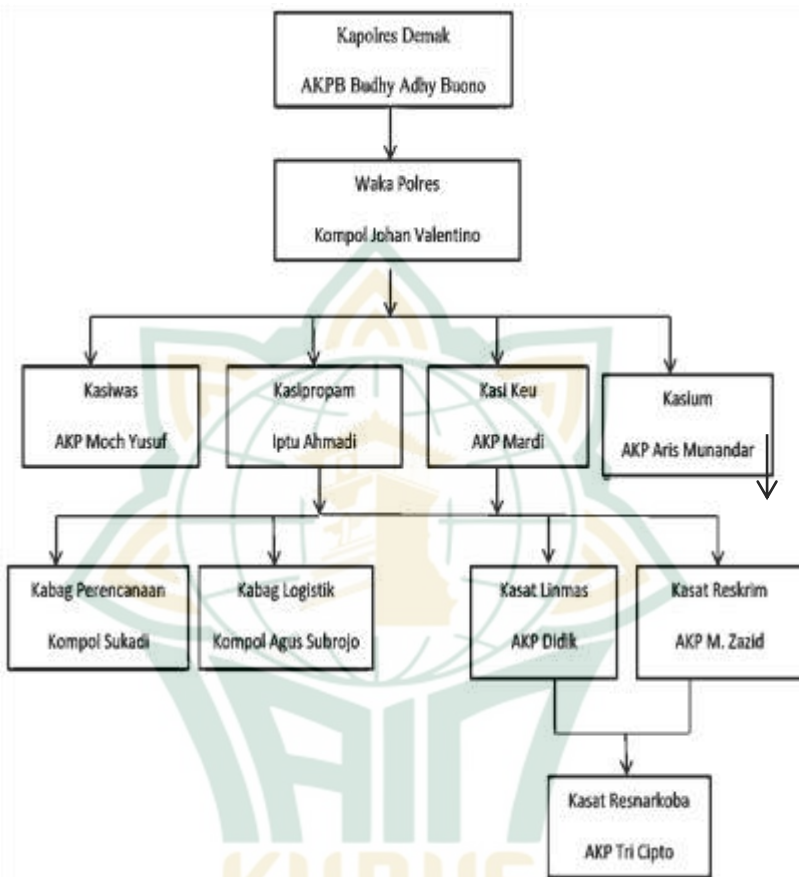 Kapolres Demak
AKPB Budhy Adhy Buono
Waka Polres
Kompol Johan Valentino
Kasiwas
AKP Moch Yusuf
Kasipropam
Iptu Ahmadi
Kasi Keu
AKP Mardi
Kasium
AKP Aris Munandar
Kabag Perencanaan
Kompol Sukadi
Kabag Logistik
Kompol Agus Subrojo
Kasat Linmas
AKP Didik
Kasat Reskrim
AKP M. Zazid
Kasat Resnarkoba
AKP Tri Cipto
IAIN
KUDUS